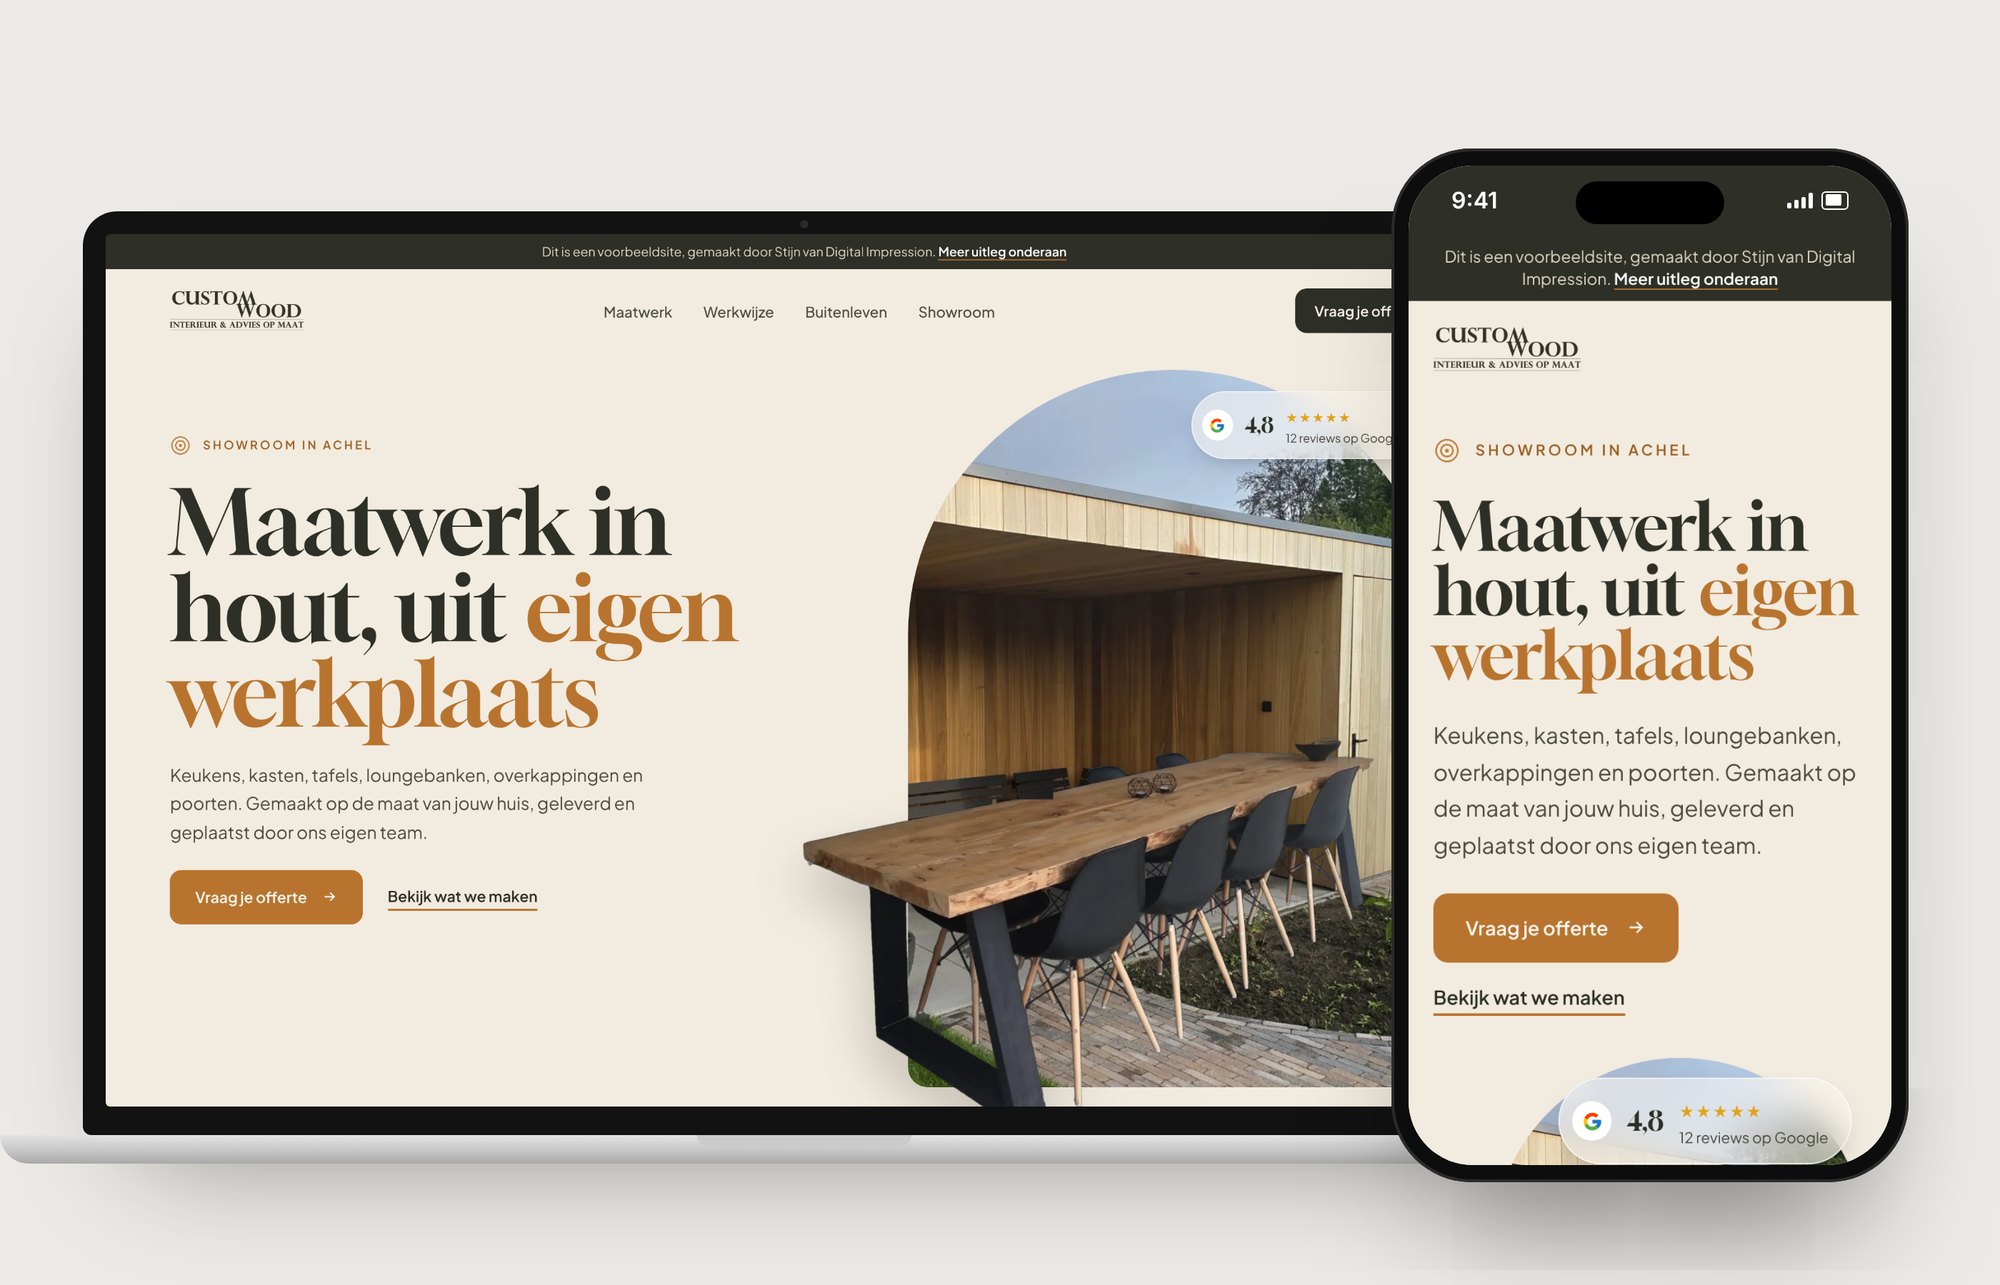 Dit is een voorbeeldsite, gemaakt door Stijn van Digital Impression. Meer uitleg onderaan
CUSTOM WOOD
INTERIEUR & ADVIES OP MAAT
Maatwerk Werkwijze Buitenleven Showroom
Vraag je off
4,8 ★★★★★
12 reviews op Goog
SHOWROOM IN ACHEL
Maatwerk in
hout, uit eigen
werkplaats
Keukens, kasten, tafels, loungebanken, overkappingen en
poorten. Gemaakt op de maat van jouw huis, geleverd en
geplaatst door ons eigen team.
Vraag je offerte →
Bekijk wat we maken
9:41
Dit is een voorbeeldsite, gemaakt door Stijn van Digital
Impression. Meer uitleg onderaan
CUSTOM WOOD
INTERIEUR & ADVIES OP MAAT
SHOWROOM IN ACHEL
Maatwerk in
hout, uit eigen
werkplaats
Keukens, kasten, tafels, loungebanken,
overkappingen en poorten. Gemaakt op
de maat van jouw huis, geleverd en
geplaatst door ons eigen team.
Vraag je offerte →
Bekijk wat we maken
G 4,8 ★★★★★
12 reviews op Google